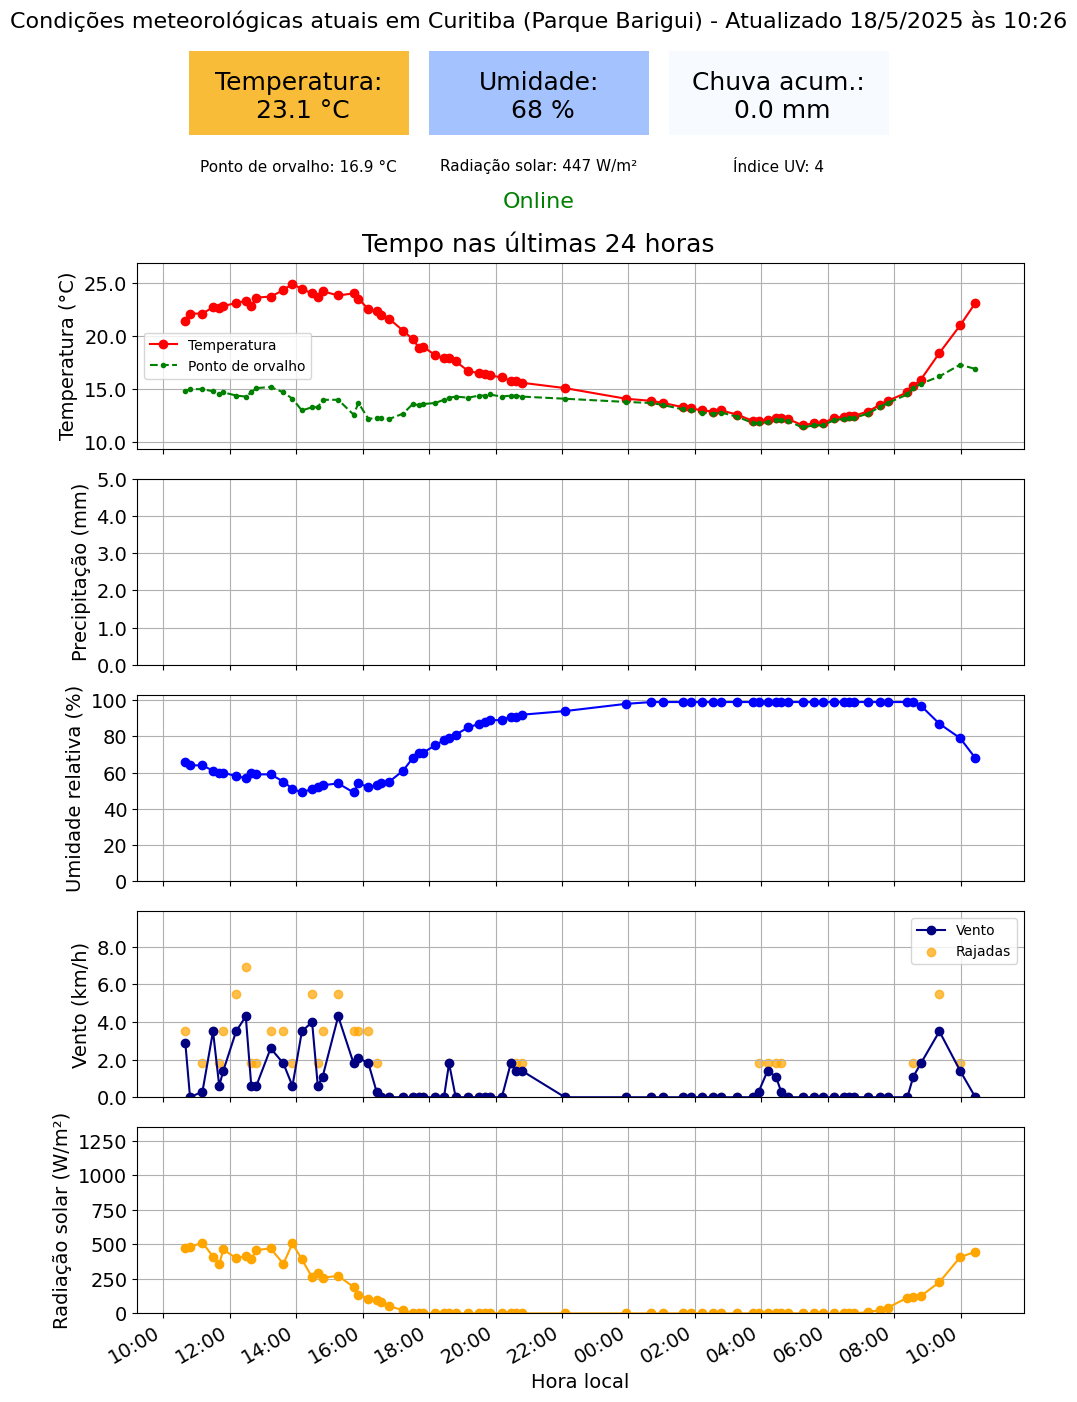 Condições meteorológicas atuais em Curitiba (Parque Barigui) - Atualizado 18/5/2025 às 10:26
Temperatura:
23.1 °C
Umidade:
68 %
Chuva acum.:
0.0 mm
Ponto de orvalho: 16.9 °C
Radiação solar: 447 W/m²
Índice UV: 4
Online
Tempo nas últimas 24 horas
Temperatura (°C)
25.0
20.0
15.0
10.0
Temperatura
Ponto de orvalho
Precipitação (mm)
5.0
4.0
3.0
2.0
1.0
0.0
Umidade relativa (%)
100
80
60
40
20
0
Vento (km/h)
8.0
6.0
4.0
2.0
0.0
Vento
Rajadas
Radiação solar (W/m²)
1250
1000
750
500
250
0
10:00
12:00
14:00
16:00
18:00
20:00
22:00
00:00
02:00
04:00
06:00
08:00
10:00
Hora local